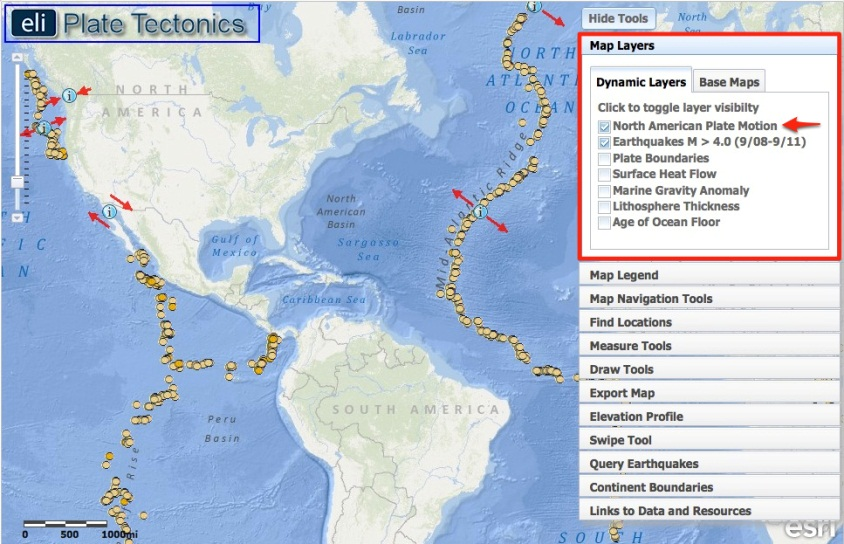 eli Plate Tectonics
Bay
Basin
Labrador
Sea
North
Sea
Hide Tools
Map Layers
Dynamic Layers
Base Maps
Click to toggle layer visibilty
North American Plate Motion
Earthquakes M > 4.0 (9/08-9/11)
Plate Boundaries
Surface Heat Flow
Marine Gravity Anomaly
Lithosphere Thickness
Age of Ocean Floor
Map Legend
Map Navigation Tools
Find Locations
Measure Tools
Draw Tools
Export Map
Elevation Profile
Swipe Tool
Query Earthquakes
Continent Boundaries
Links to Data and Resources
NORTH
AMERICA
NORTH
ATLANTIC
OCEAN
Mid-Atlantic Ridge
North
American
Basin
Gulf of
Mexico
Sargasso
Sea
Caribbean Sea
SOUTH AMERICA
Peru
Basin
Rise
SOUTH
0 500 1000mi
esri